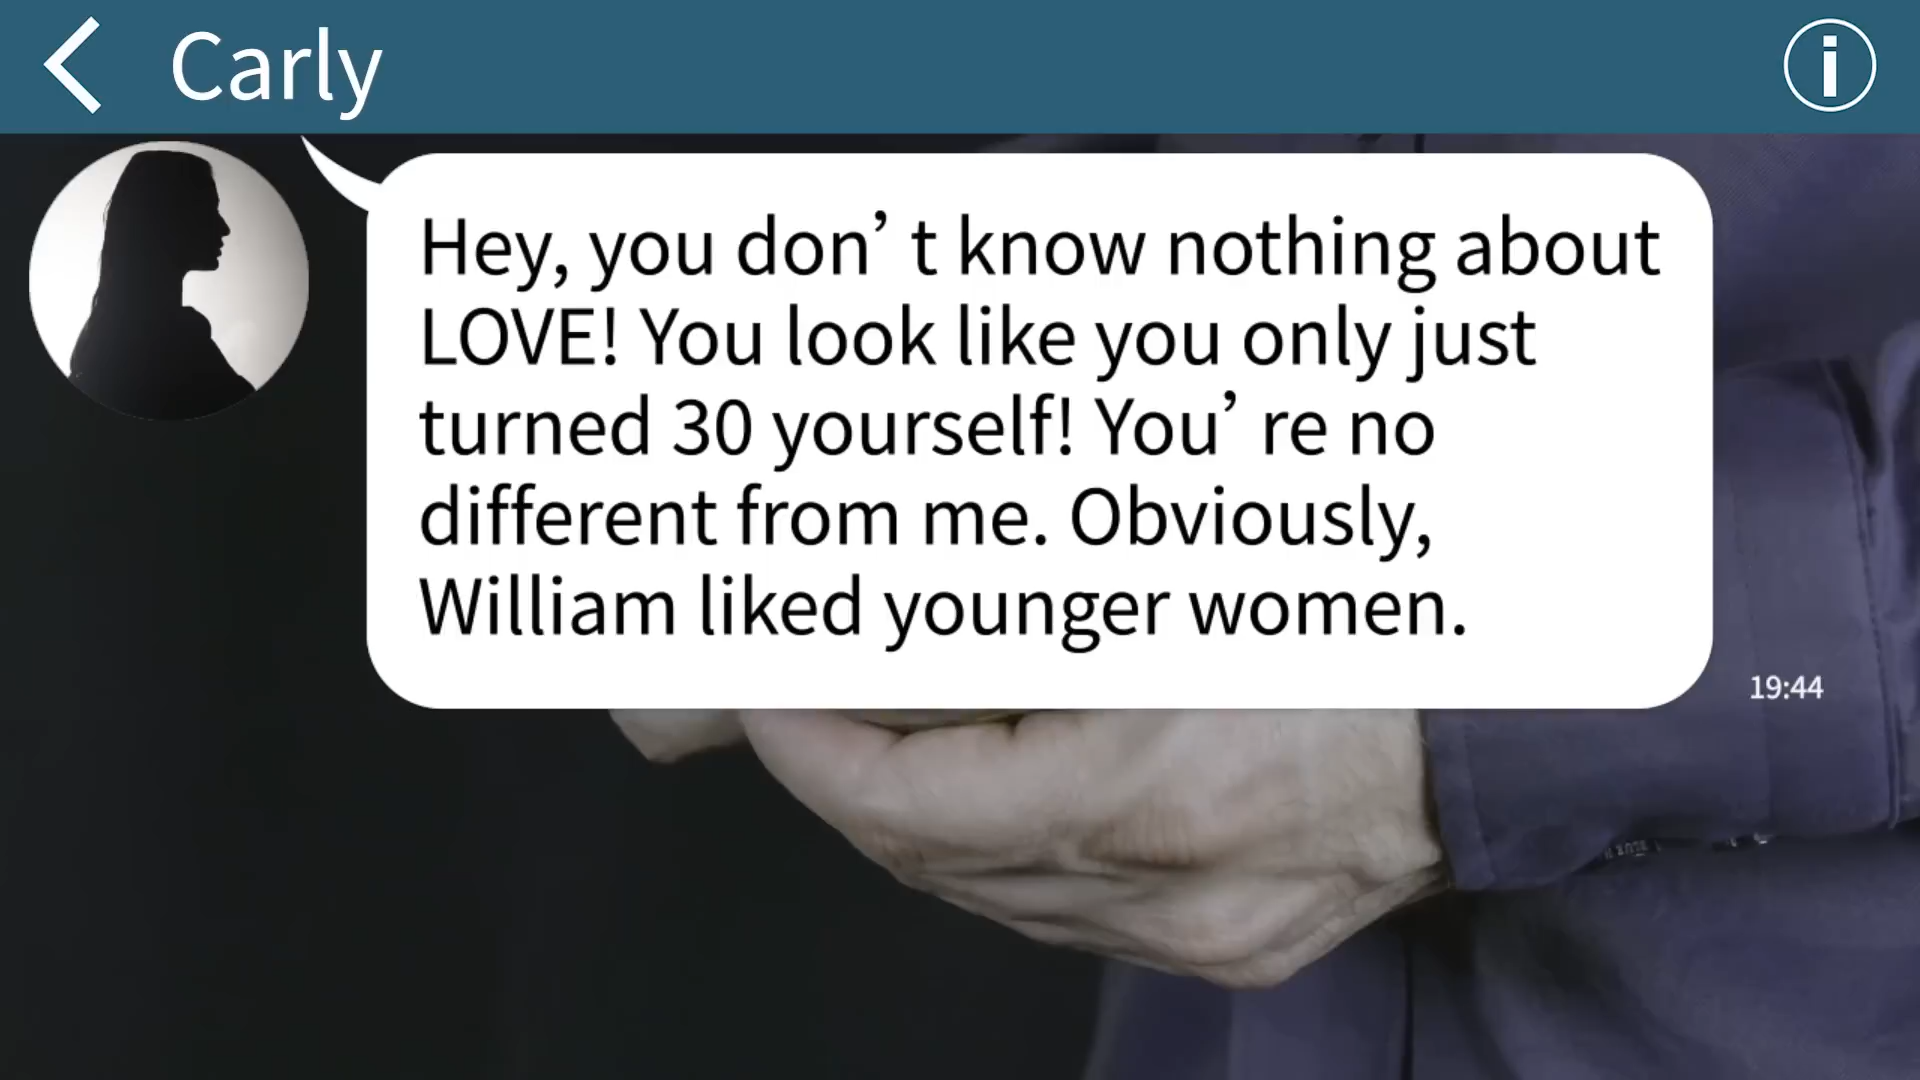 Carly
Hey, you don’t know nothing about
LOVE! You look like you only just
turned 30 yourself! You’re no
different from me. Obviously,
William liked younger women.
19:44